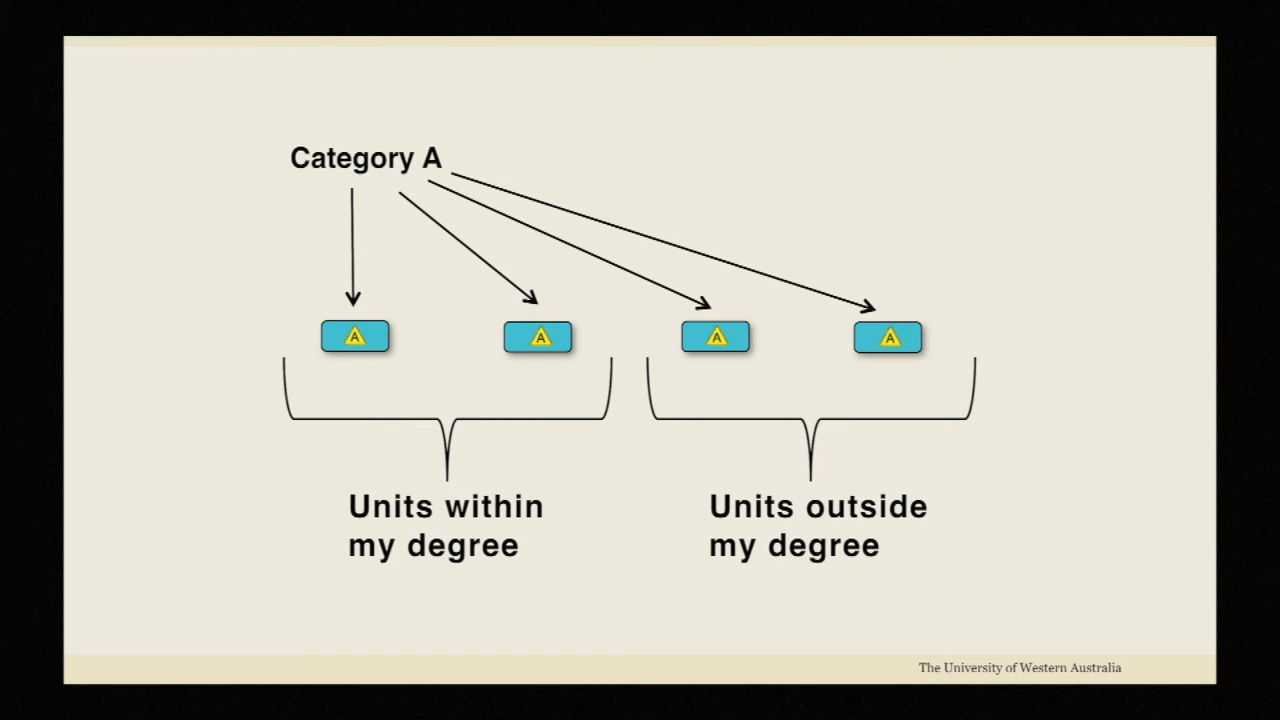 Category A
A
A
A
A
Units within
my degree
Units outside
my degree
The University of Western Australia